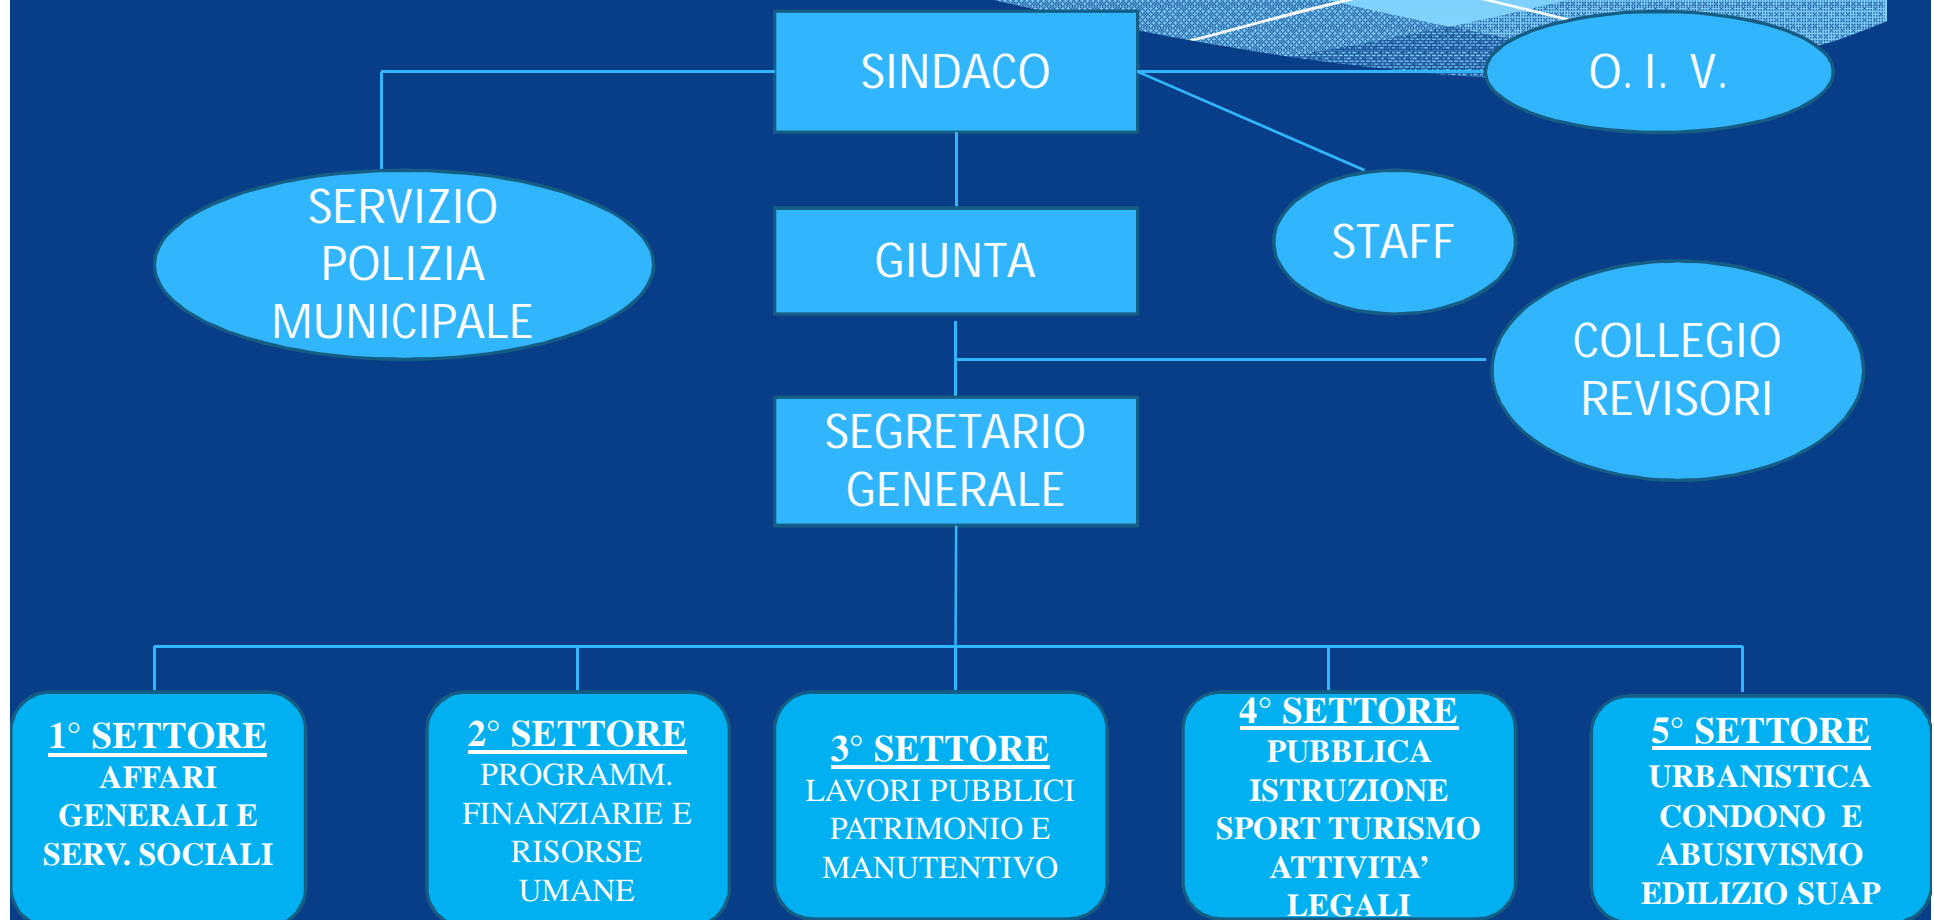 SINDACO
O. I. V.
SERVIZIO
POLIZIA
MUNICIPALE
GIUNTA
STAFF
COLLEGIO
REVISORI
SEGRETARIO
GENERALE
1° SETTORE
AFFARI
GENERALI E
SERV. SOCIALI
2° SETTORE
PROGRAMM.
FINANZIARIE E
RISORSE
UMANE
3° SETTORE
LAVORI PUBBLICI
PATRIMONIO E
MANUTENTIVO
4° SETTORE
PUBBLICA
ISTRUZIONE
SPORT TURISMO
ATTIVITA’
LEGALI
5° SETTORE
URBANISTICA
CONDONO E
ABUSIVISMO
EDILIZIO SUAP